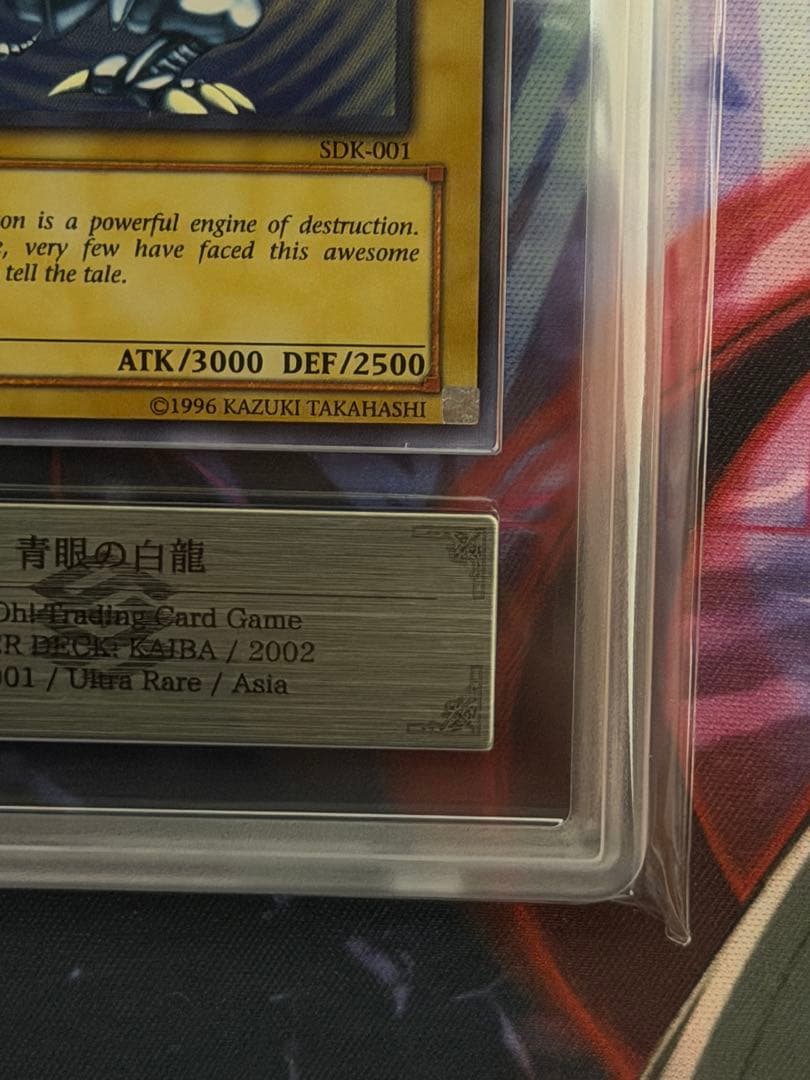 SDK-001
on is a powerful engine of destruction.
, very few have faced this awesome
tell the tale.
ATK/3000 DEF/2500
©1996 KAZUKI TAKAHASHI
青眼の白龍
Oh! Trading Card Game
ER DECK: KAIBA / 2002
001 / Ultra Rare / Asia